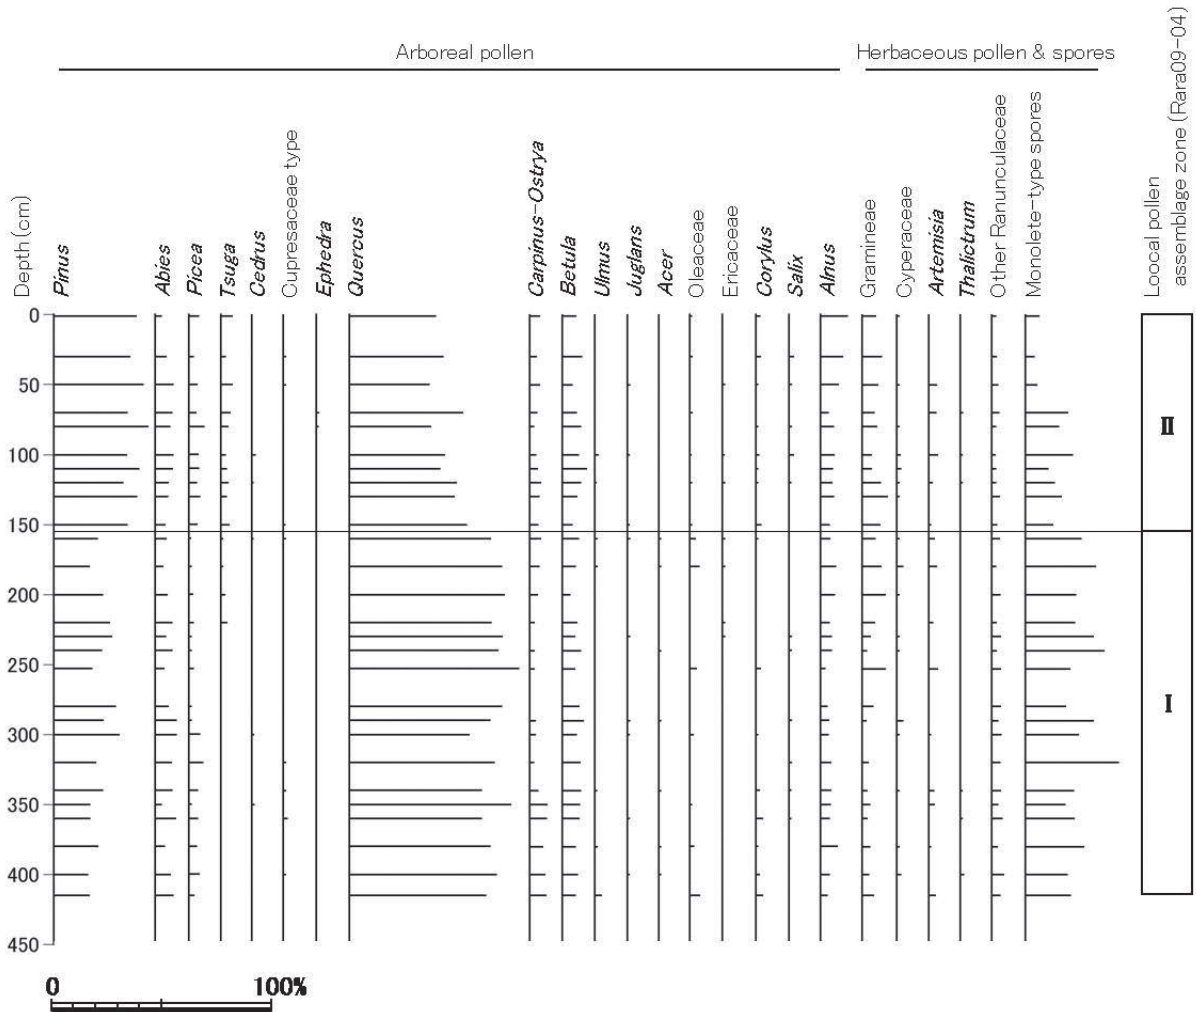 Arboreal pollen
Herbaceous pollen & spores
Depth(cm)
Pinus
Abies
Picea
Tsuga
Cedrus
Cupresaceae type
Ephedra
Quercus
Carpinus-Ostrya
Betula
Ulmus
Juglans
Acer
Oleaceae
Ericaceae
Corylus
Salix
Alnus
Gramineae
Cyperaceae
Artemisia
Thalictrum
Other Ranunculaceae
Monolete-type spores
Loocal pollen
assemblage zone (Rara09-04)
0
50
100
150
200
250
300
350
400
450
II
I
0 100%